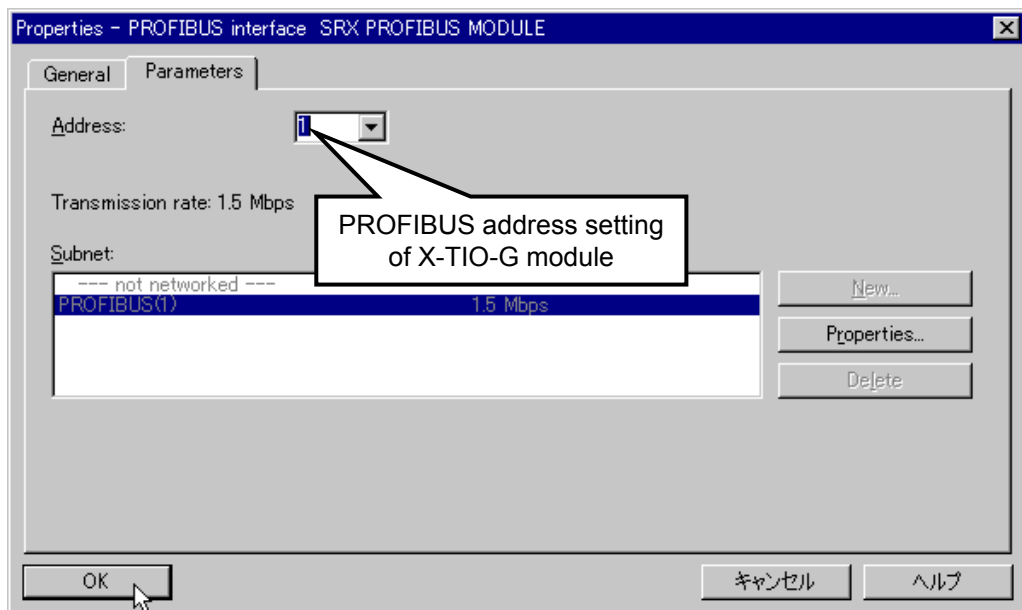 Properties - PROFIBUS interface SRX PROFIBUS MODULE
General Parameters
Address: 1
Transmission rate: 1.5 Mbps
PROFIBUS address setting
of X-TIO-G module
Subnet:
--- not networked ---
PROFIBUS(1) 1.5 Mbps
New...
Properties...
Delete
OK キャンセル ヘルプ